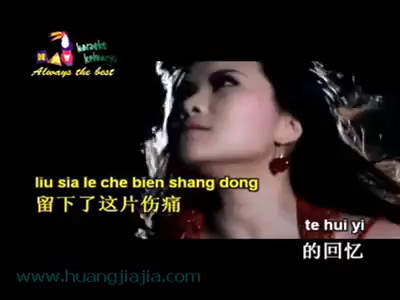 karaoke
Always the best
liu sia le che bien shang dong
留下了这片伤痛
te hui yi
的回忆
www.huangjiajia.com